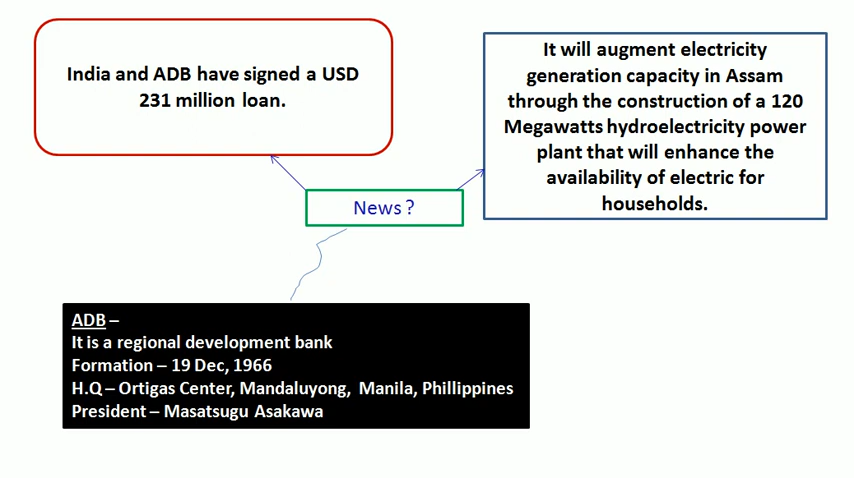 India and ADB have signed a USD
231 million loan.
It will augment electricity
generation capacity in Assam
through the construction of a 120
Megawatts hydroelectricity power
plant that will enhance the
availability of electric for
households.
News ?
ADB –
It is a regional development bank
Formation – 19 Dec, 1966
H.Q – Ortigas Center, Mandaluyong, Manila, Phillippines
President – Masatsugu Asakawa